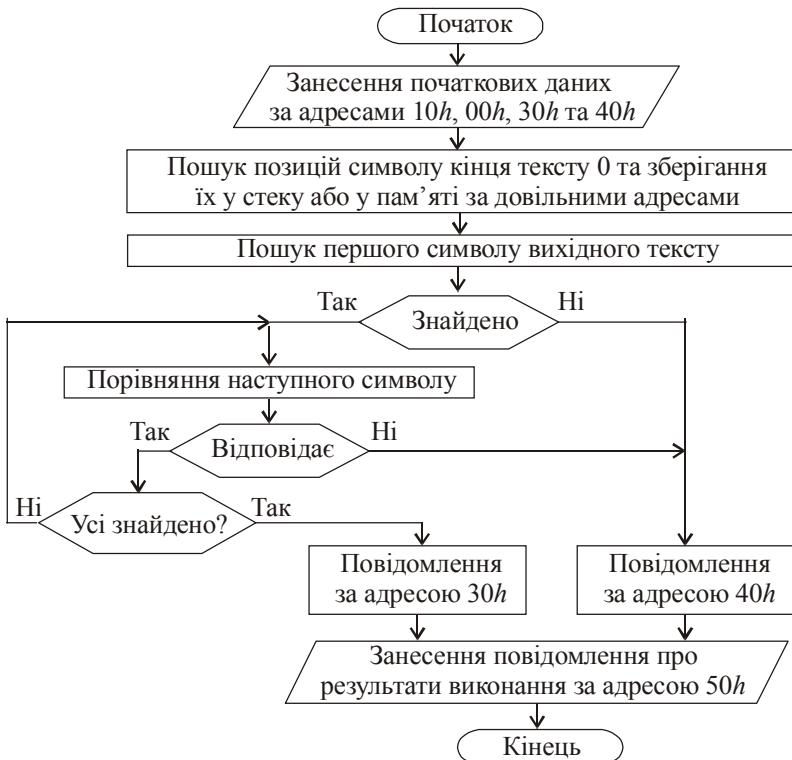 Початок
Занесення початкових даних
за адресами 10h, 00h, 30h та 40h
Пошук позицій символу кінця тексту 0 та зберігання
їх у стеку або у пам’яті за довільними адресами
Пошук першого символу вихідного тексту
Так
Знайдено
Ні
Порівняння наступного символу
Так
Відповідає
Ні
Ні
Усі знайдено?
Так
Повідомлення
за адресою 30h
Повідомлення
за адресою 40h
Занесення повідомлення про
результати виконання за адресою 50h
Кінець